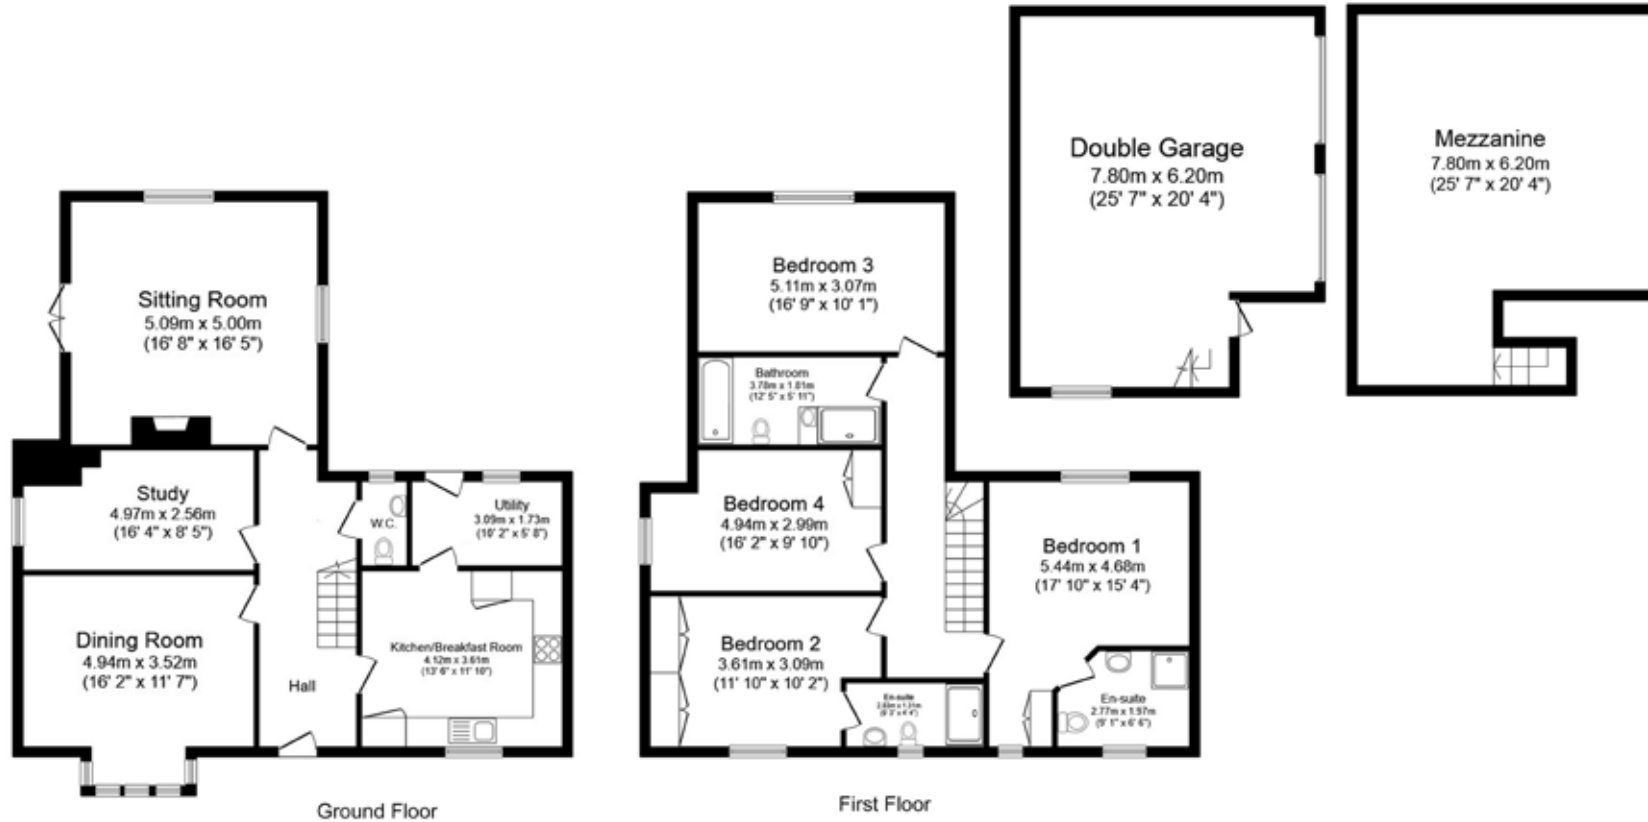 Sitting Room
5.09m x 5.00m
(16' 8" x 16' 5")
Study
4.97m x 2.56m
(16' 4" x 8' 5")
W.C.
Utility
3.09m x 1.73m
(10' 2" x 5' 8")
Dining Room
4.94m x 3.52m
(16' 2" x 11' 7")
Hall
Kitchen/Breakfast Room
4.12m x 3.61m
(13' 6" x 11' 10")
Ground Floor
Bedroom 3
5.11m x 3.07m
(16' 9" x 10' 1")
Bathroom
3.78m x 1.81m
(12' 5" x 5' 11")
Bedroom 4
4.94m x 2.99m
(16' 2" x 9' 10")
Bedroom 1
5.44m x 4.68m
(17' 10" x 15' 4")
Bedroom 2
3.61m x 3.09m
(11' 10" x 10' 2")
En-suite
x 1.31m
(9' 3" x 4' 4")
En-suite
2.77m x 1.97m
(9' 1" x 6' 6")
First Floor
Double Garage
7.80m x 6.20m
(25' 7" x 20' 4")
Mezzanine
7.80m x 6.20m
(25' 7" x 20' 4")